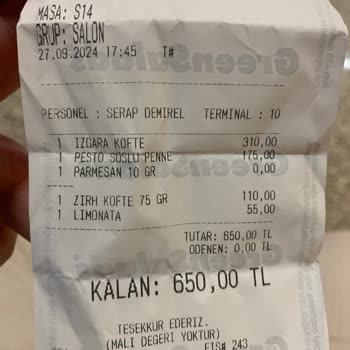 MASA: S14
GRUP: SALON
27.09.2024 17:45 T#
PERSONEL : SERAP DEMIREL TERMINAL : 10
1 IZGARA KOFTE 310,00
1 PESTO SOSLU PENNE 175,00
1 PARMESAN 10 GR 0,00
1 ZIRH KOFTE 75 GR 110,00
1 LIMONATA 55,00
TUTAR: 650,00 TL
ODENEN: 0,00 TL
KALAN: 650,00 TL
TESEKKUR EDERIZ.
(MALI DEGERI YOKTUR)
FIS# 243